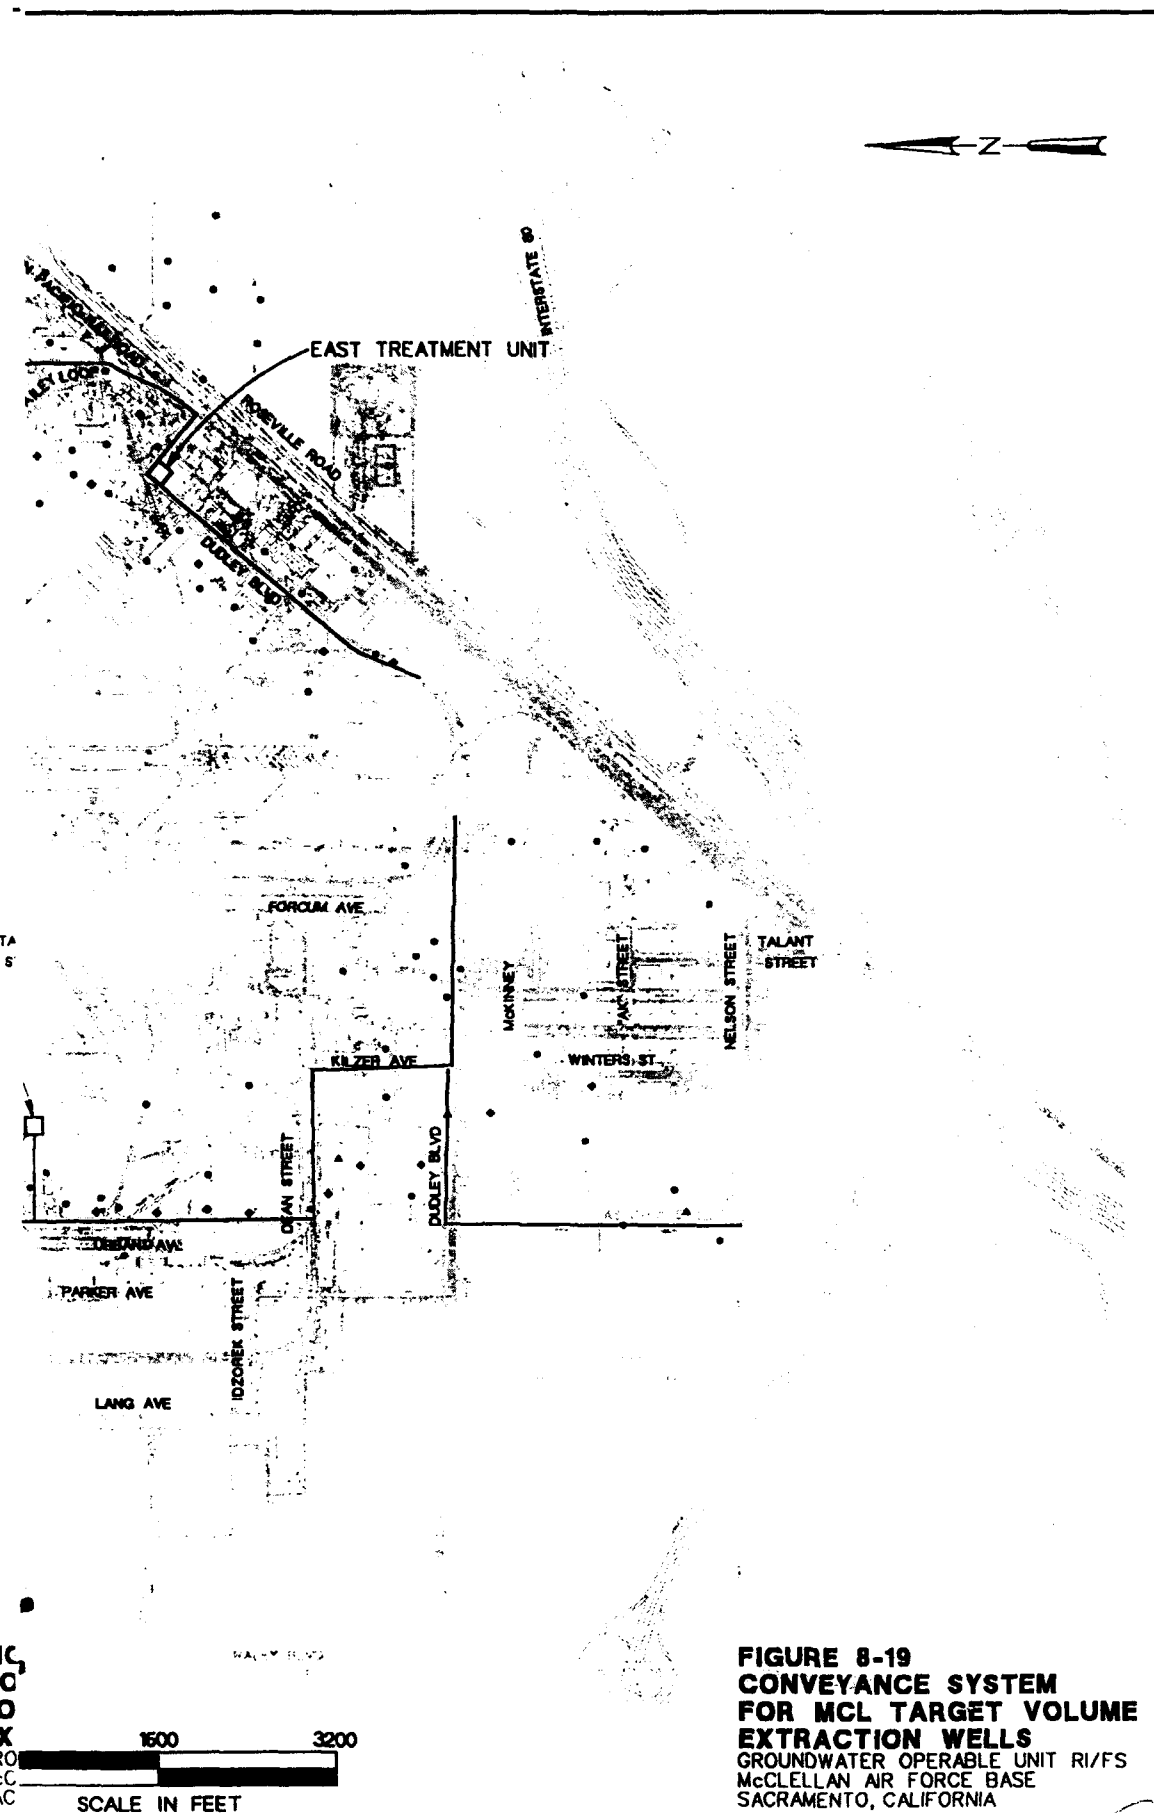 Z
INTERSTATE 80
EAST TREATMENT UNIT
ROSEVILLE ROAD
DUDLEY BLVD
FORCUM AVE
TALANT
STREET
McKINNEY
NELSON STREET
KILZER AVE
WINTERS ST
DEAN STREET
DUDLEY BLVD
PARKER AVE
IDZOREK STREET
LANG AVE
1600
3200
SCALE IN FEET
FIGURE 8-19
CONVEYANCE SYSTEM
FOR MCL TARGET VOLUME
EXTRACTION WELLS
GROUNDWATER OPERABLE UNIT RI/FS
McCLELLAN AIR FORCE BASE
SACRAMENTO, CALIFORNIA